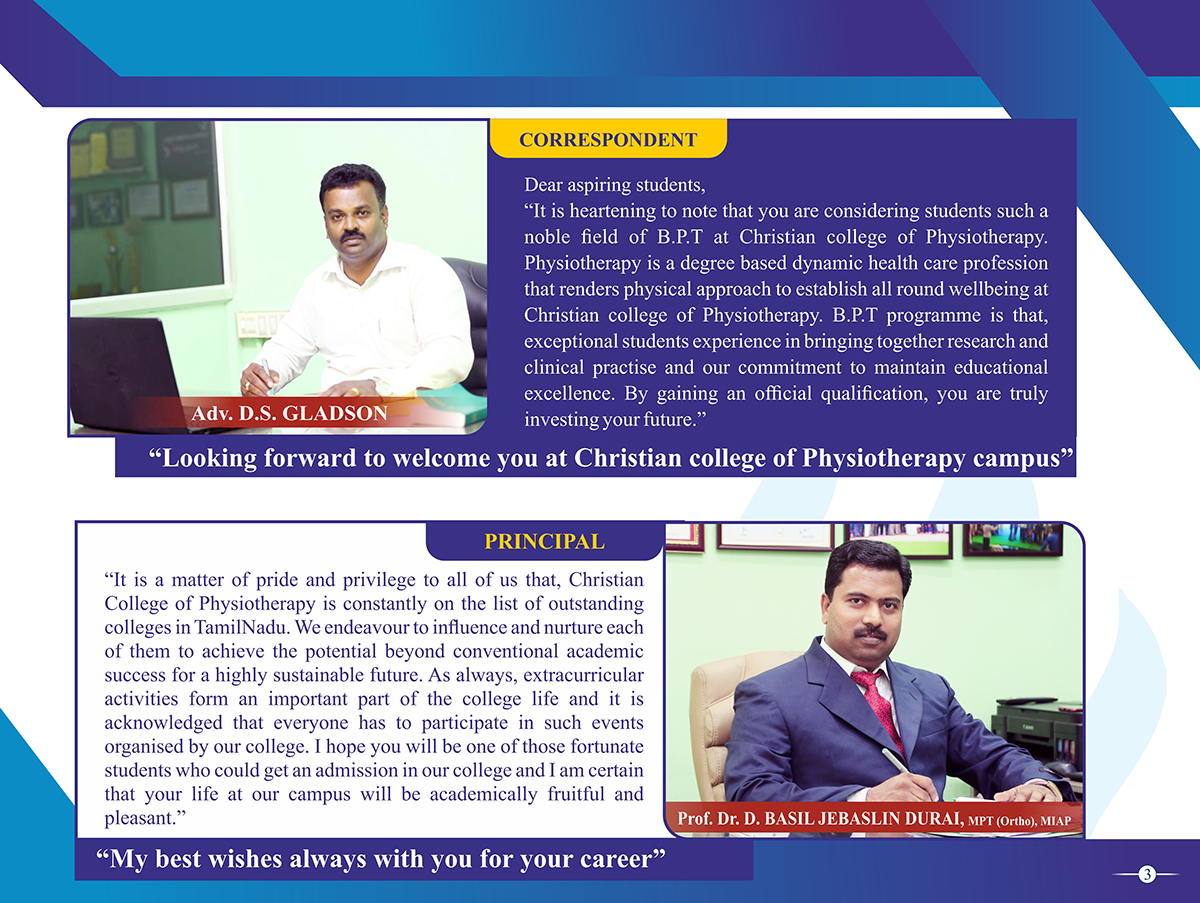 CORRESPONDENT
Dear aspiring students,
“It is heartening to note that you are considering students such a
noble field of B.P.T at Christian college of Physiotherapy.
Physiotherapy is a degree based dynamic health care profession
that renders physical approach to establish all round wellbeing at
Christian college of Physiotherapy. B.P.T programme is that,
exceptional students experience in bringing together research and
clinical practise and our commitment to maintain educational
excellence. By gaining an official qualification, you are truly
investing your future.”
Adv. D.S. GLADSON
“Looking forward to welcome you at Christian college of Physiotherapy campus”
PRINCIPAL
“It is a matter of pride and privilege to all of us that, Christian
College of Physiotherapy is constantly on the list of outstanding
colleges in TamilNadu. We endeavour to influence and nurture each
of them to achieve the potential beyond conventional academic
success for a highly sustainable future. As always, extracurricular
activities form an important part of the college life and it is
acknowledged that everyone has to participate in such events
organised by our college. I hope you will be one of those fortunate
students who could get an admission in our college and I am certain
that your life at our campus will be academically fruitful and
pleasant.”
Prof. Dr. D. BASIL JEBASLIN DURAI, MPT (Ortho), MIAP
“My best wishes always with you for your career”
3